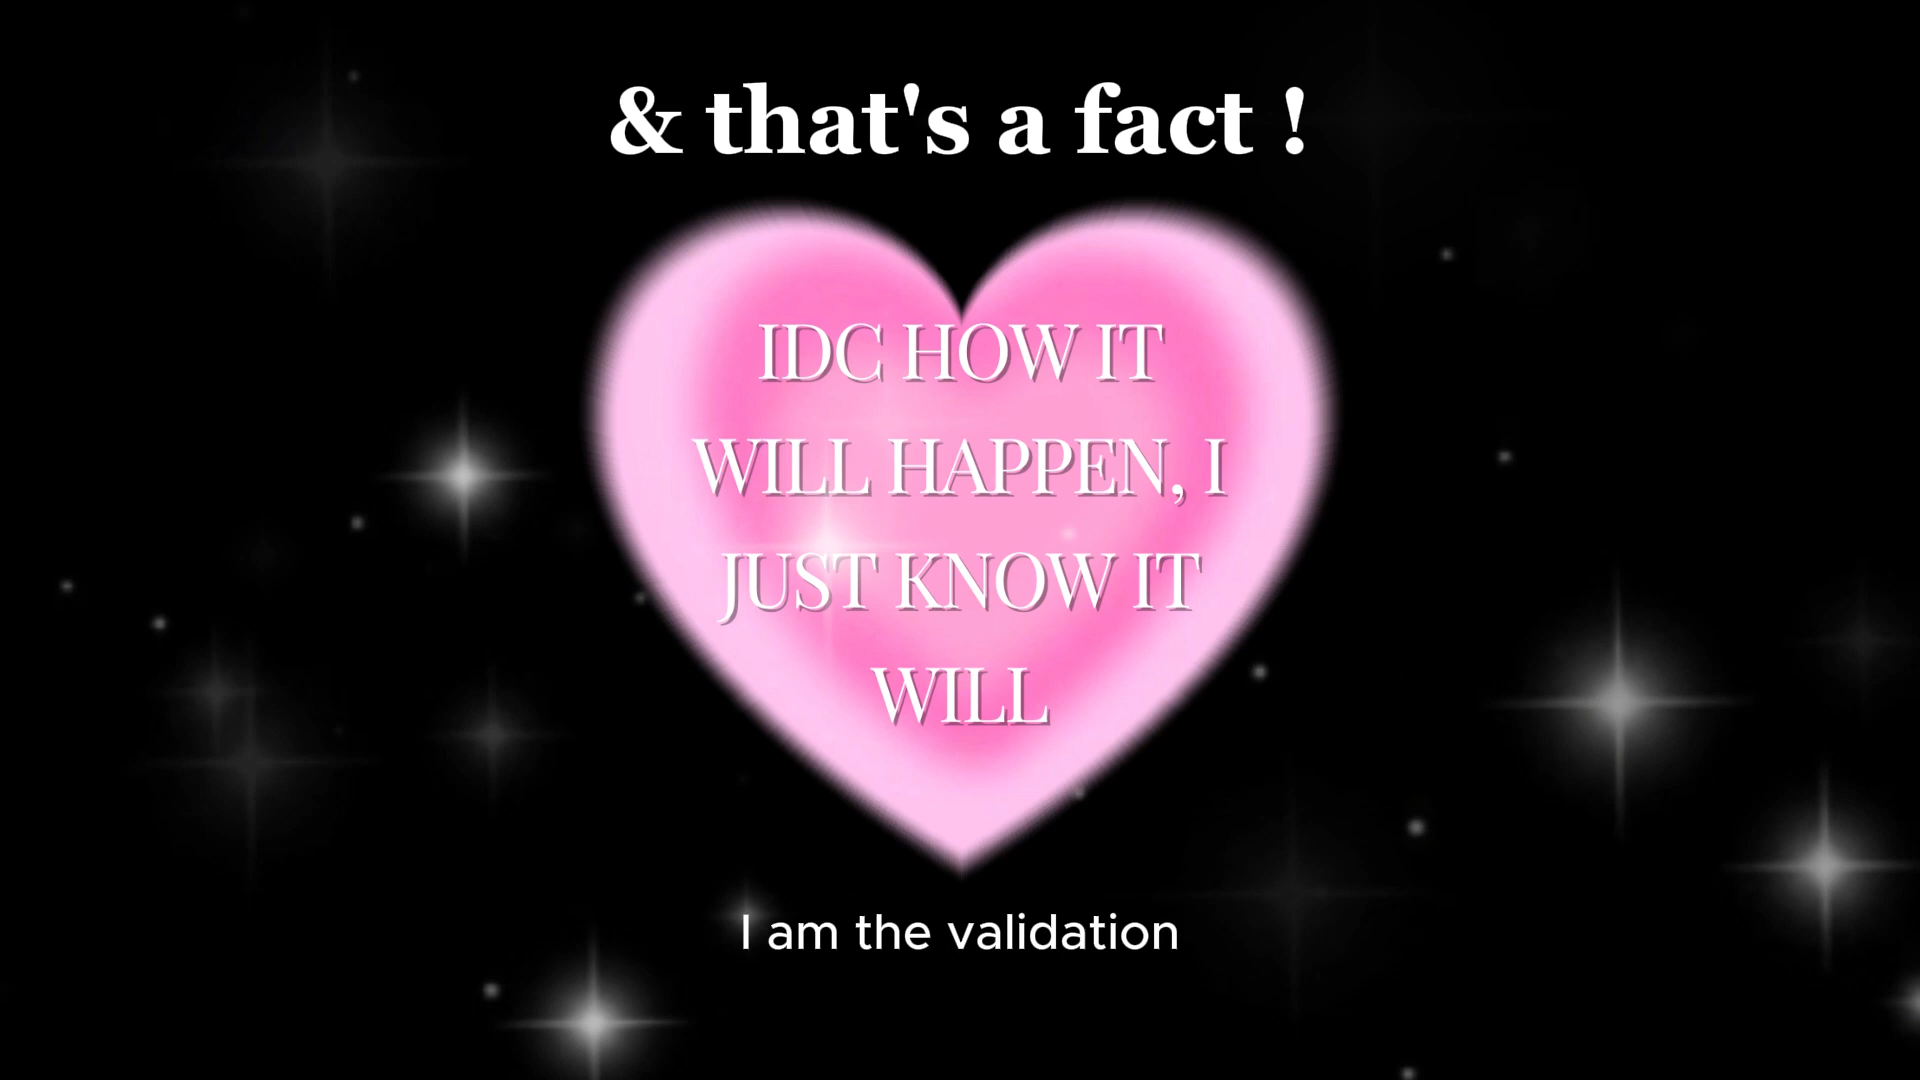 & that's a fact !
IDC HOW IT
WILL HAPPEN, I
JUST KNOW IT
WILL
I am the validation